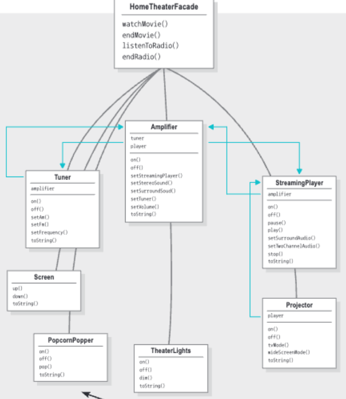 HomeTheaterFacade
watchMovie()
endMovie()
listenToRadio()
endRadio()
Amplifier
tuner
player
on()
off()
setStreamingPlayer()
setStereoSound()
setSurroundSoud()
setTuner()
setVolume()
toString()
Tuner
amplifier
on()
off()
setAm()
setFm()
setFrequency()
toString()
StreamingPlayer
amplifier
on()
off()
pause()
play()
setSurroundAudio()
setTwoChannelAudio()
stop()
toString()
Screen
up()
down()
toString()
Projector
player
on()
off()
tvMode()
wideScreenMode()
toString()
PopcornPopper
on()
off()
pop()
toString()
TheaterLights
on()
off()
dim()
toString()